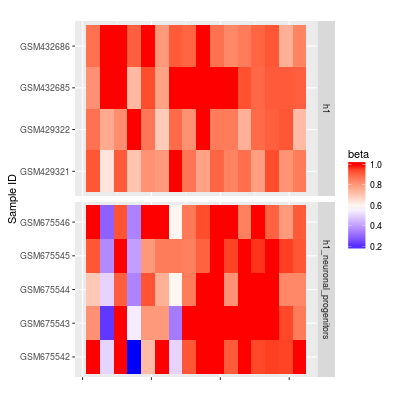 GSM432686
GSM432685
GSM429322
GSM429321
h1
GSM675546
GSM675545
GSM675544
GSM675543
GSM675542
h1_neuronal_progenitors
Sample ID
beta
1.0
0.8
0.6
0.4
0.2